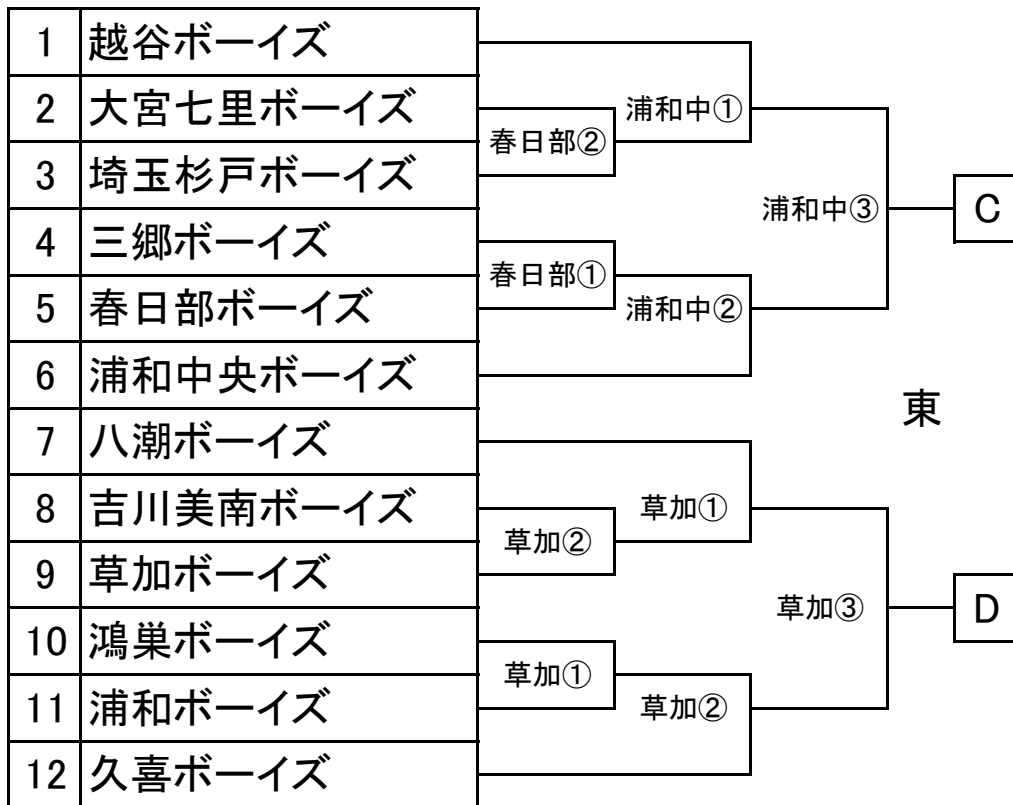 1 越谷ボーイズ
2 大宮七里ボーイズ
3 埼玉杉戸ボーイズ
4 三郷ボーイズ
5 春日部ボーイズ
6 浦和中央ボーイズ
7 八潮ボーイズ
8 吉川美南ボーイズ
9 草加ボーイズ
10 鴻巣ボーイズ
11 浦和ボーイズ
12 久喜ボーイズ
春日部②
春日部①
草加②
草加①
浦和中①
浦和中②
草加①
草加②
浦和中③
草加③
C
東
D